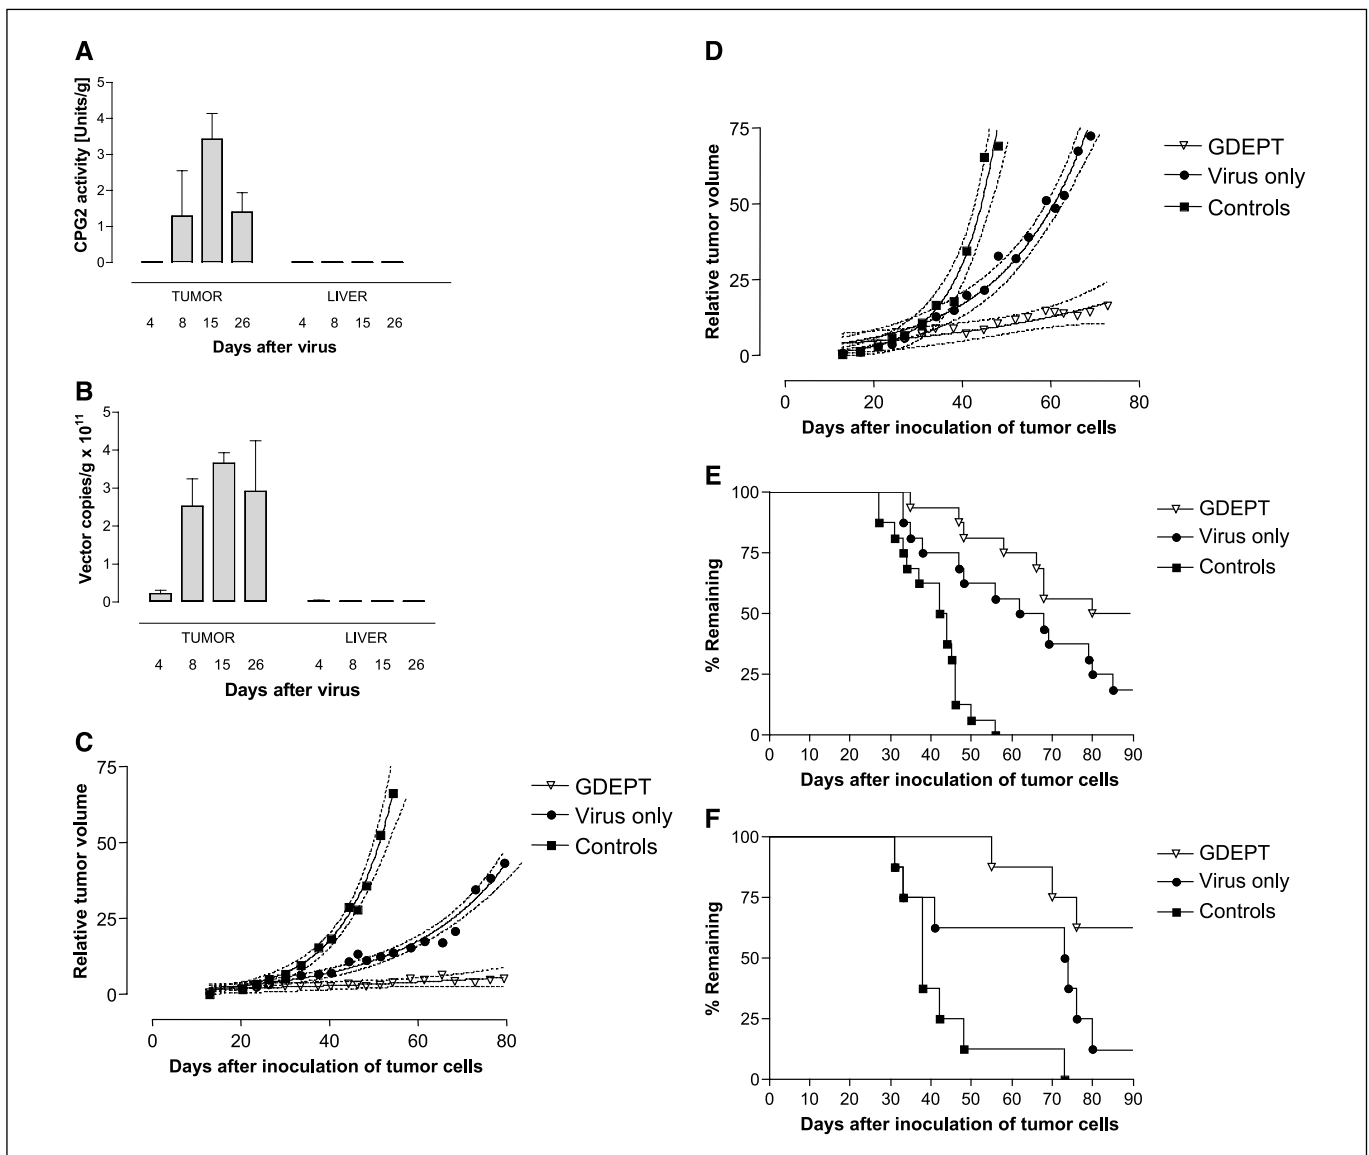 A
CPG2 activity [Units/g]
5
4
3
2
1
0
TUMOR LIVER
4 8 15 26 4 8 15 26
Days after virus
B
Vector copies/g x 10¹¹
5
4
3
2
1
0
TUMOR LIVER
4 8 15 26 4 8 15 26
Days after virus
C
Relative tumor volume
75
50
25
0
0 20 40 60 80
Days after inoculation of tumor cells
GDEPT
Virus only
Controls
D
Relative tumor volume
75
50
25
0
0 20 40 60 80
Days after inoculation of tumor cells
GDEPT
Virus only
Controls
E
% Remaining
100
75
50
25
0
0 10 20 30 40 50 60 70 80 90
Days after inoculation of tumor cells
GDEPT
Virus only
Controls
F
% Remaining
100
75
50
25
0
0 10 20 30 40 50 60 70 80 90
Days after inoculation of tumor cells
GDEPT
Virus only
Controls